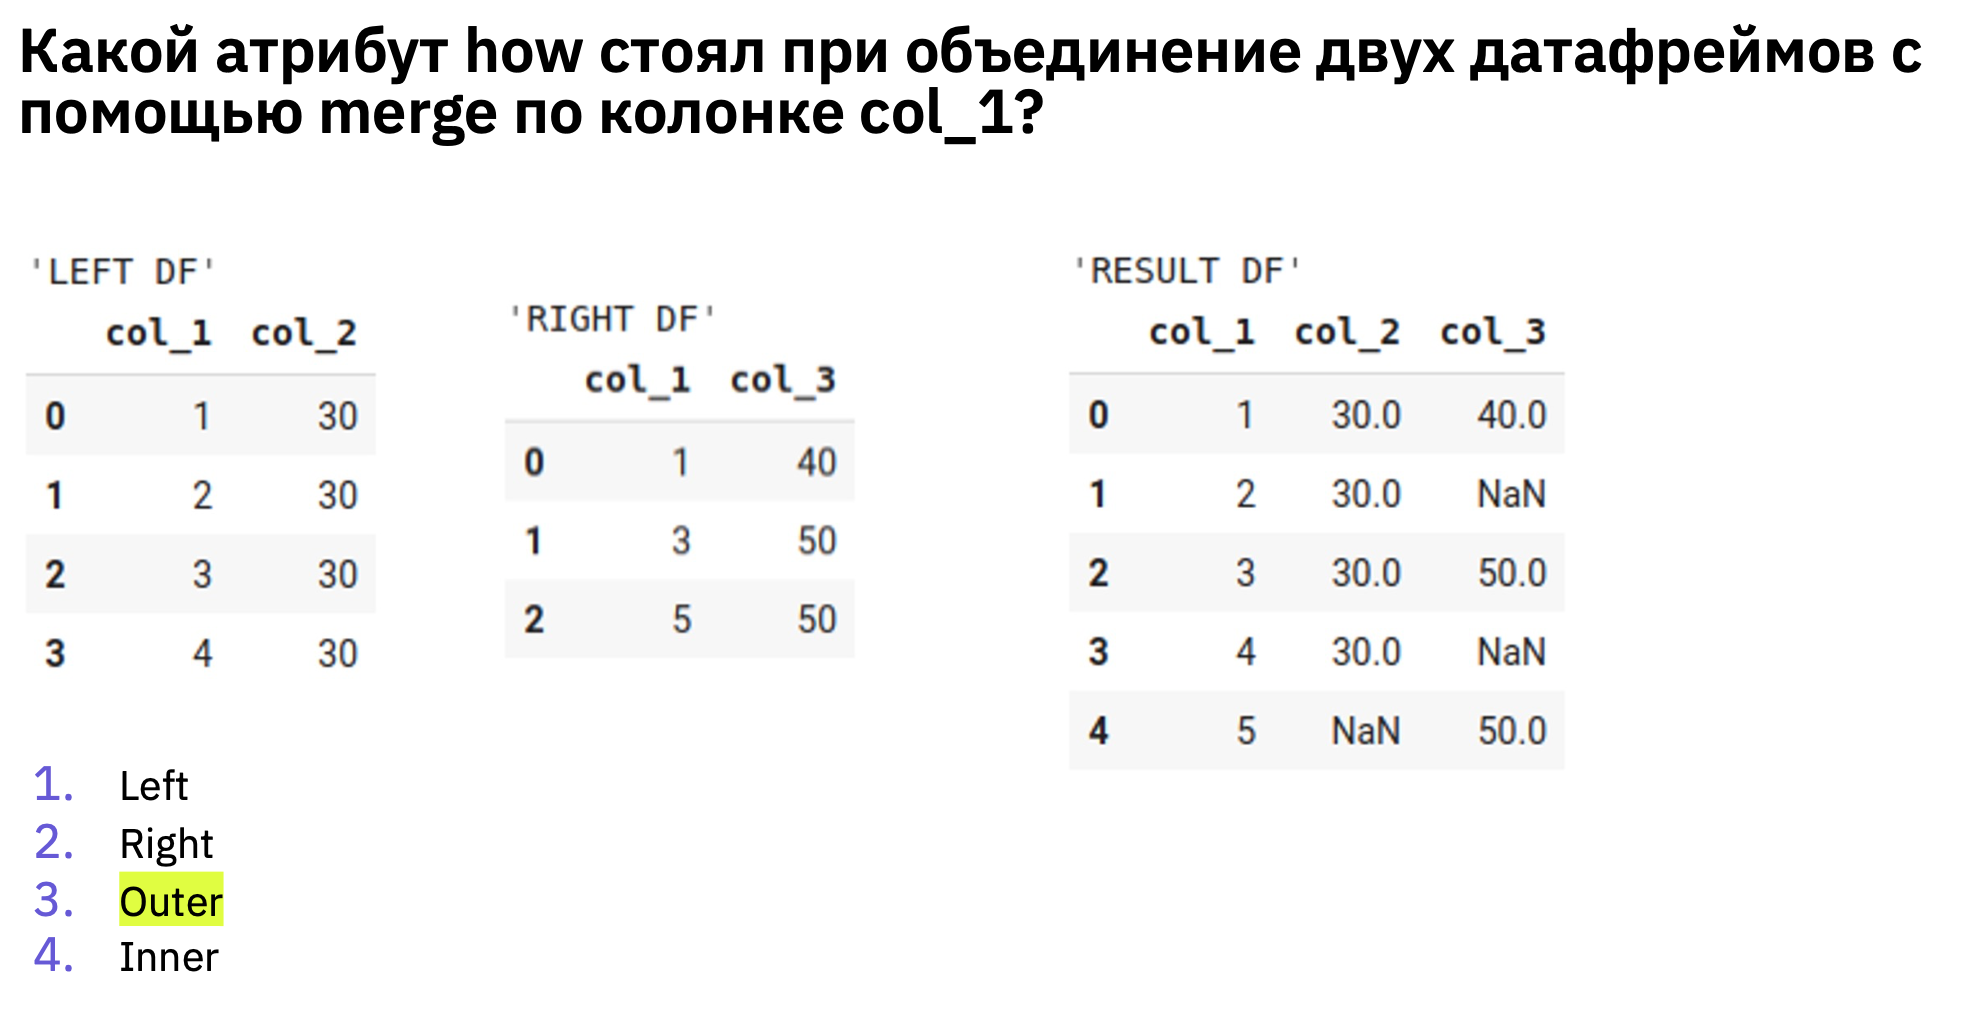 Какой атрибут how стоял при объединение двух датафреймов с
помощью merge по колонке col_1?
'LEFT DF'
col_1 col_2
0 1 30
1 2 30
2 3 30
3 4 30
'RIGHT DF'
col_1 col_3
0 1 40
1 3 50
2 5 50
'RESULT DF'
col_1 col_2 col_3
0 1 30.0 40.0
1 2 30.0 NaN
2 3 30.0 50.0
3 4 30.0 NaN
4 5 NaN 50.0
1. Left
2. Right
3. Outer
4. Inner